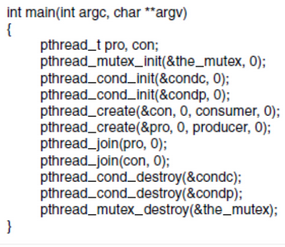 int main(int argc, char **argv)
{
pthread_t pro, con;
pthread_mutex_init(&the_mutex, 0);
pthread_cond_init(&condc, 0);
pthread_cond_init(&condp, 0);
pthread_create(&con, 0, consumer, 0);
pthread_create(&pro, 0, producer, 0);
pthread_join(pro, 0);
pthread_join(con, 0);
pthread_cond_destroy(&condc);
pthread_cond_destroy(&condp);
pthread_mutex_destroy(&the_mutex);
}